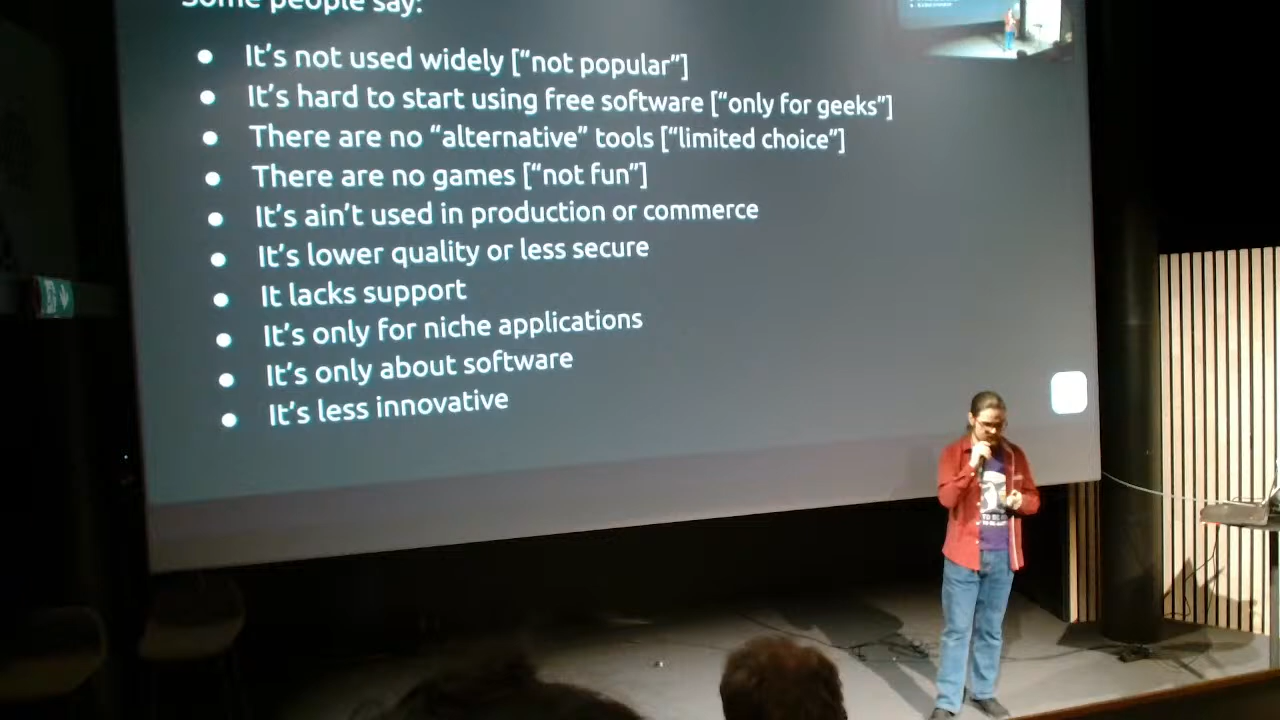 Some people say:
It's not used widely [“not popular”]
It's hard to start using free software [“only for geeks”]
There are no “alternative” tools [“limited choice”]
There are no games [“not fun”]
It's ain't used in production or commerce
It's lower quality or less secure
It lacks support
It's only for niche applications
It's only about software
It's less innovative